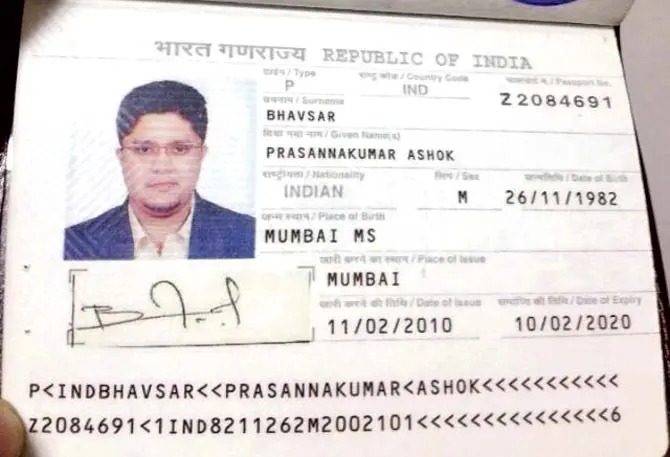 भारत गणराज्य REPUBLIC OF INDIA
टाईप / Type राष्ट्र कोड / Country Code पासपोर्ट नं. / Passport No.
P IND Z2084691
उपनाम / Surname
BHAVSAR
दिया गया नाम / Given Name(s)
PRASANNAKUMAR ASHOK
राष्ट्रीयता / Nationality लिंग / Sex जन्मतिथि / Date of Birth
INDIAN M 26/11/1982
जन्म स्थान / Place of Birth
MUMBAI MS
जारी करने का स्थान / Place of Issue
MUMBAI
जारी करने की तिथि / Date of Issue समाप्ति की तिथि / Date of Expiry
11/02/2010 10/02/2020
P<INDBHAVSAR<<PRASANNAKUMAR<ASHOK<<<<<<<<<<<
Z2084691<1IND8211262M2002101<<<<<<<<<<<<<<<6